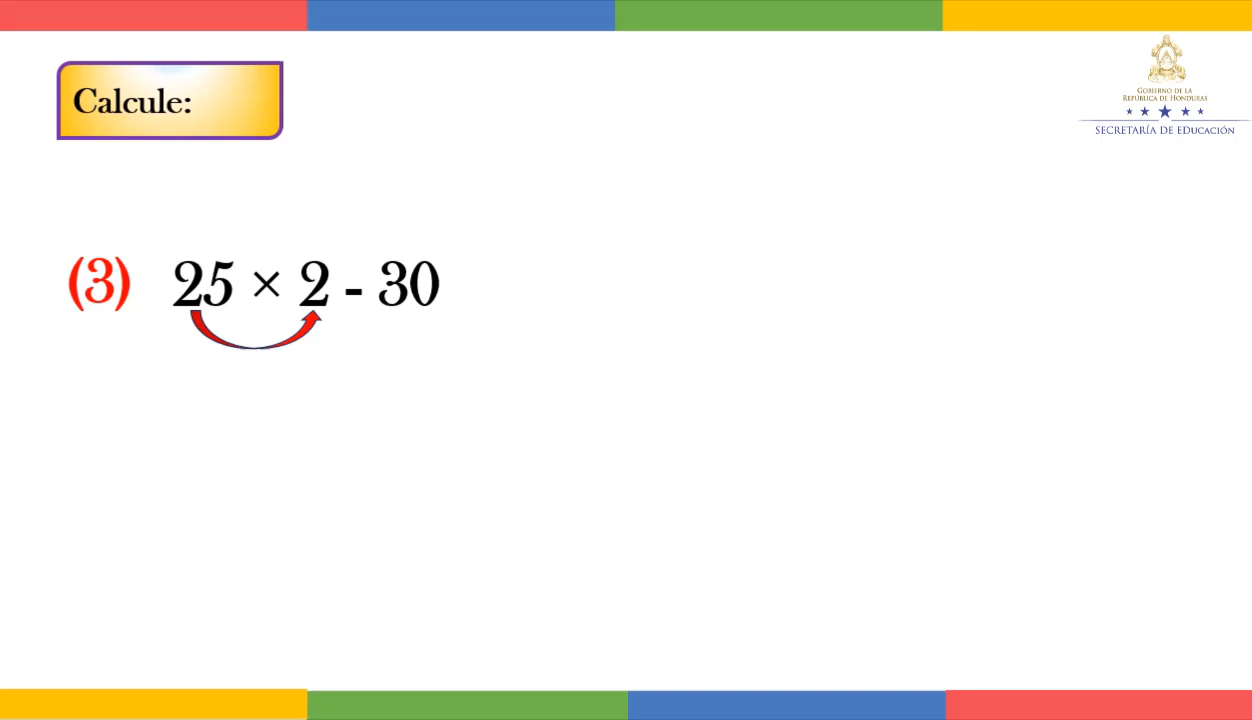 Calcule:
GOBIERNO DE LA
REPÚBLICA DE HONDURAS
SECRETARÍA DE EDUCACIÓN
(3) 25 × 2 - 30